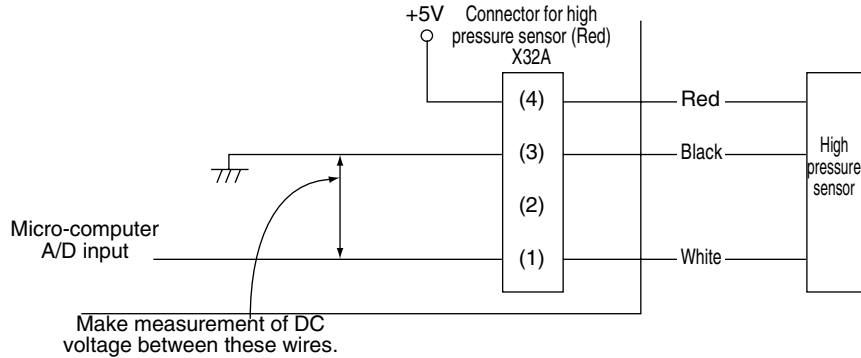 +5V
Connector for high
pressure sensor (Red)
X32A
(4)
Red
(3)
Black
High
pressure
sensor
(2)
Micro-computer
A/D input
(1)
White
Make measurement of DC
voltage between these wires.